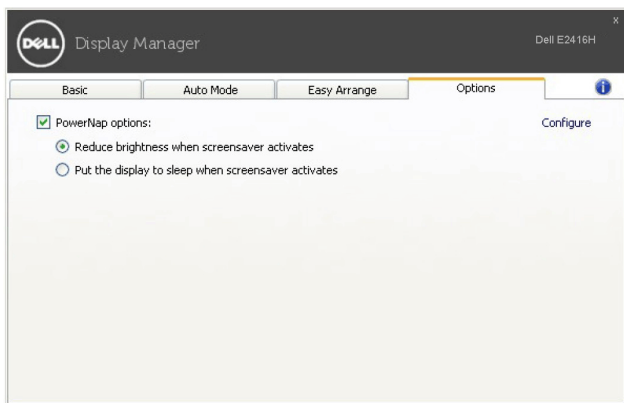 x
DELL Display Manager Dell E2416H
Basic Auto Mode Easy Arrange Options i
PowerNap options: Configure
Reduce brightness when screensaver activates
Put the display to sleep when screensaver activates